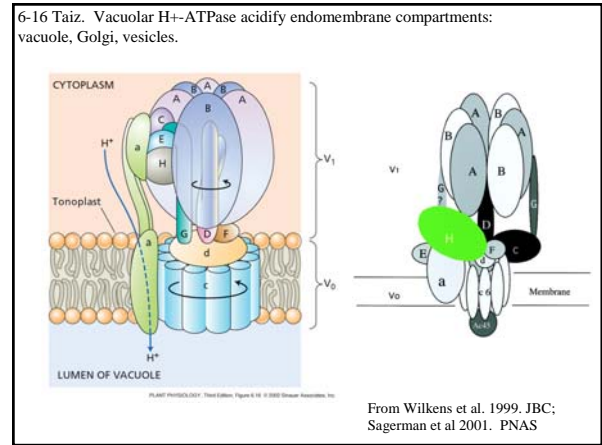 6-16 Taiz. Vacuolar H+-ATPase acidify endomembrane compartments:
vacuole, Golgi, vesicles.
CYTOPLASM
B A B
A A
B
C
H+
a
E
H
V1
Tonoplast
G D F
a
d
c
V0
H+
LUMEN OF VACUOLE
B B
A A
A B
V1
G
?
G
D
H
E
F
C
d
a
c 6
Vo
Membrane
Ac45
PLANT PHYSIOLOGY, Third Edition, Figure 6.16 © 2002 Sinauer Associates, Inc.
From Wilkens et al. 1999. JBC;
Sagerman et al 2001. PNAS